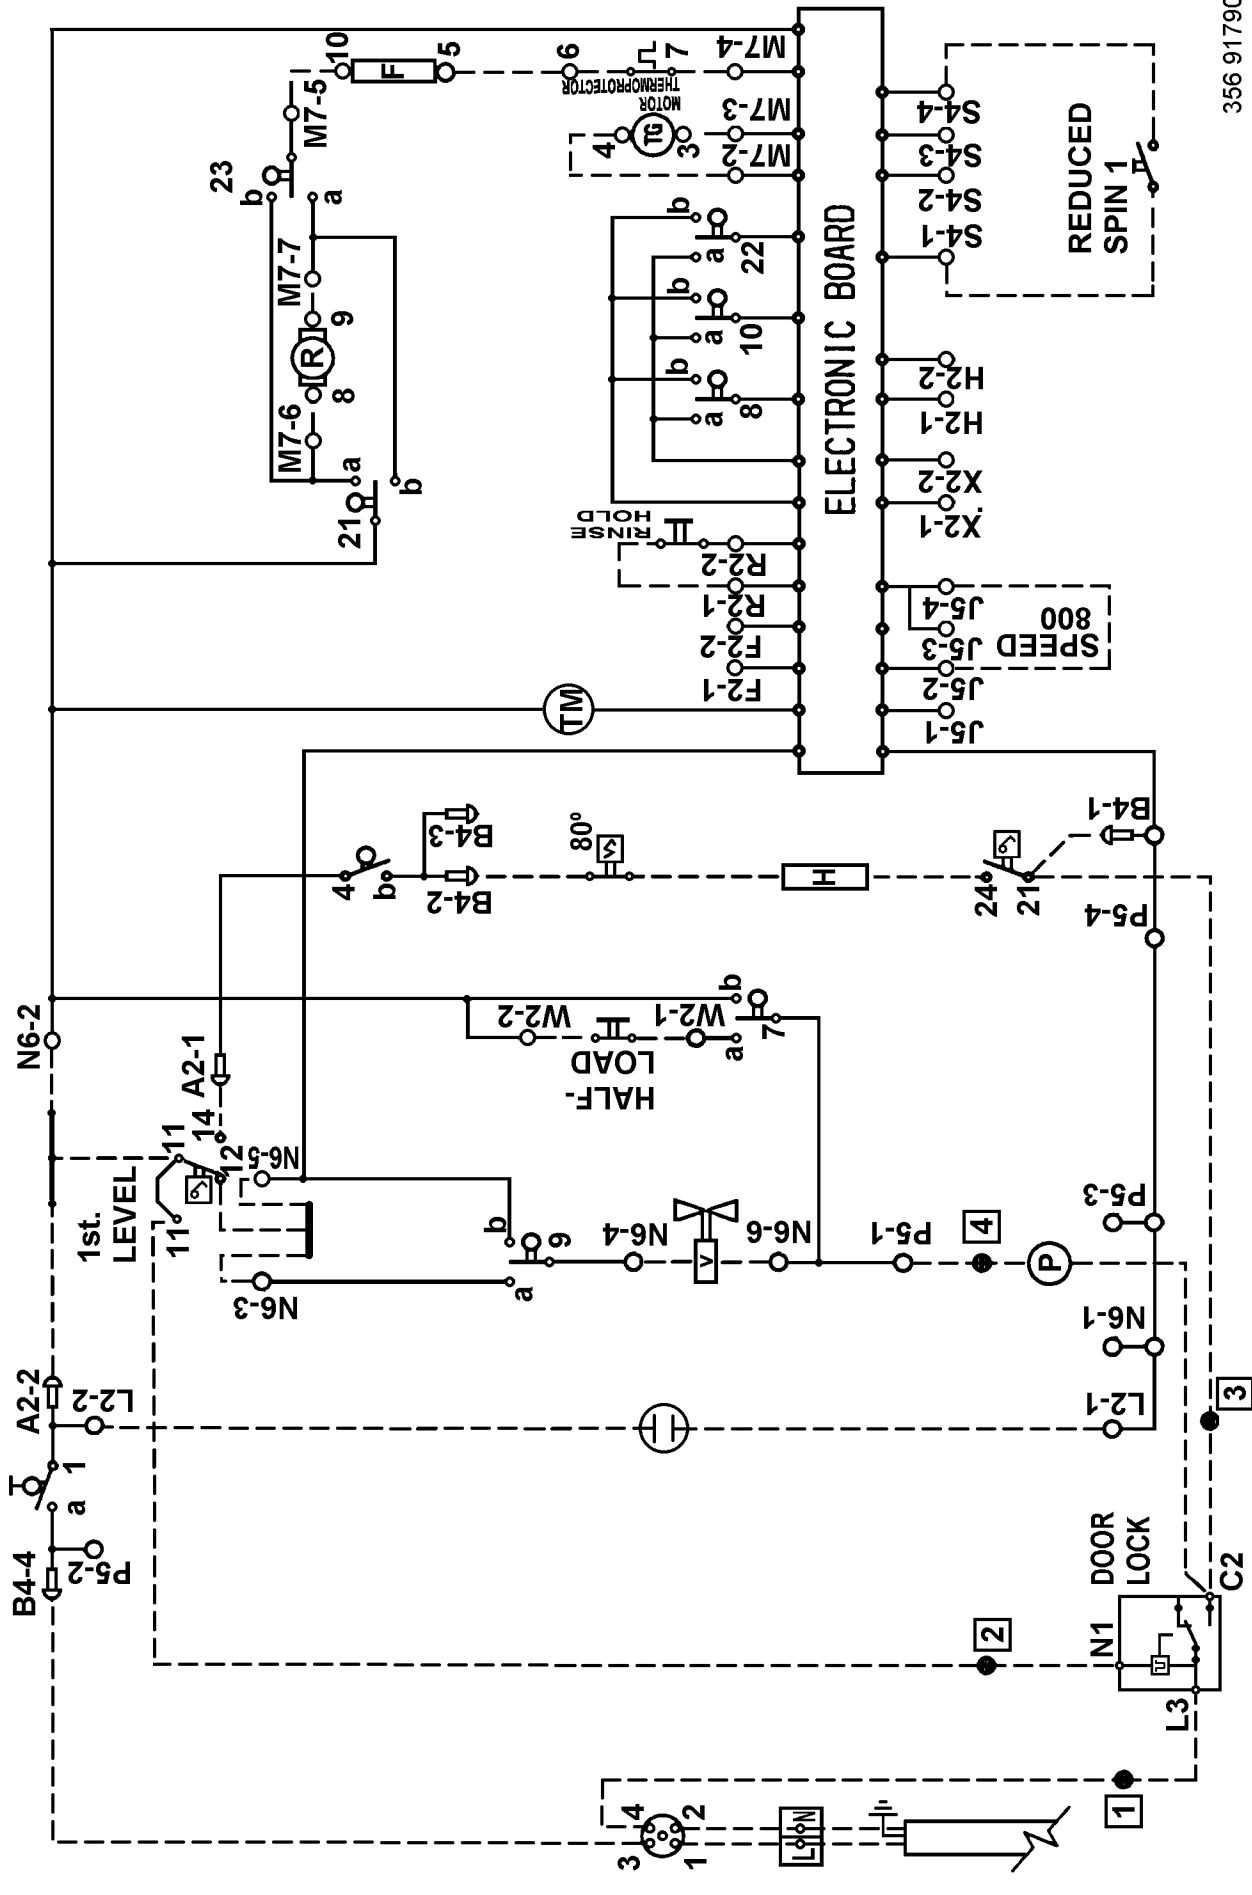 356 91790
10
F
5
6
7
THERMOPROTECTOR
M7-4
M7-5
23
b
a
MOTOR
4
TG
3
M7-3
M7-2
S4-4
S4-3
S4-2
S4-1
REDUCED
SPIN 1
M7-7
9
R
8
M7-6
a
21
b
b
a
22
b
a
10
b
a
8
ELECTRONIC BOARD
H2-2
H2-1
X2-2
X2-1
RINSE
HOLD
R2-2
R2-1
F2-2
F2-1
J5-4
J5-3
J5-2
J5-1
800
SPEED
TM
B4-3
B4-2
4
b
80°
H
24
21
B4-1
P5-4
N6-2
A2-1
14
11
12
N6-5
1st.
LEVEL
11
W2-2
W2-1
HALF-
LOAD
b
a
7
b
a
9
N6-3
N6-4
V
N6-6
P5-1
4
P
P5-3
N6-1
A2-2
L2-2
L2-1
3
1
a
B4-4
P5-2
DOOR
LOCK
C2
N1
L3
2
1
4
2
3
1
L N